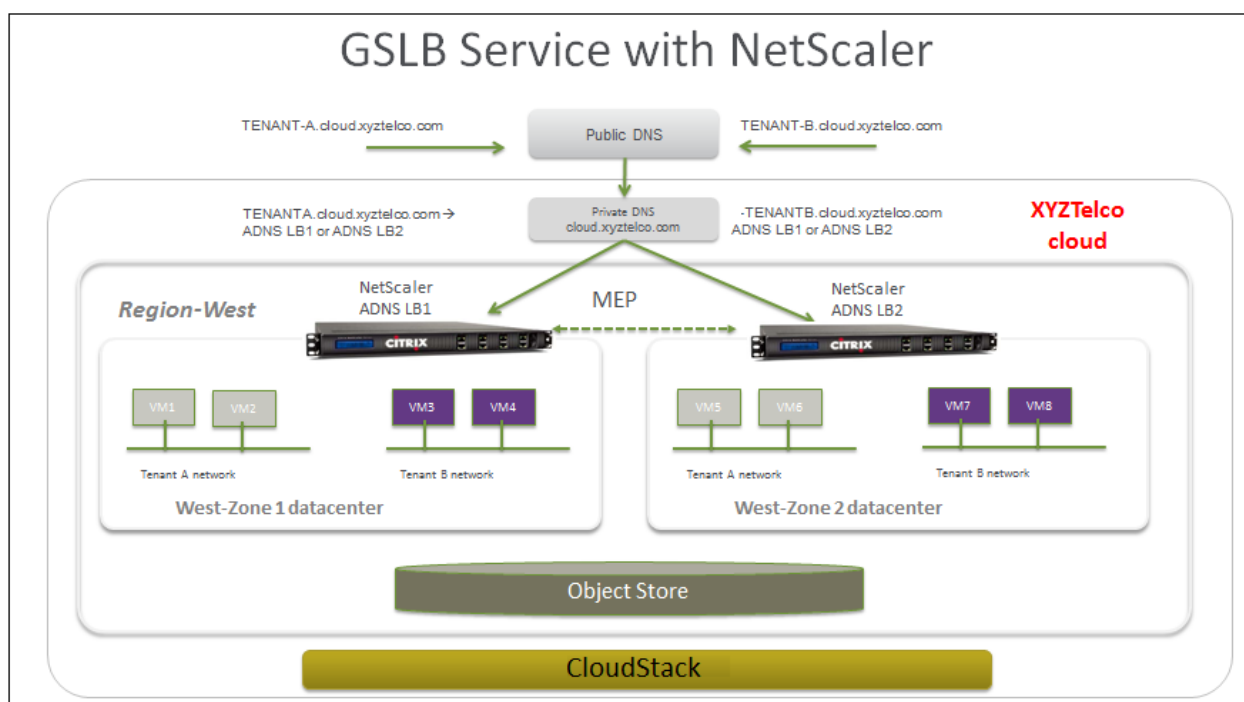 GSLB Service with NetScaler
TENANT-A.cloud.xyztelco.com
Public DNS
TENANT-B.cloud.xyztelco.com
TENANTA.cloud.xyztelco.com→
ADNS LB1 or ADNS LB2
Private DNS
cloud.xyztelco.com
-TENANTB.cloud.xyztelco.com
ADNS LB1 or ADNS LB2
XYZTelco
cloud
Region-West
NetScaler
ADNS LB1
MEP
NetScaler
ADNS LB2
CITRIX
CITRIX
VM1
VM2
VM3
VM4
VM5
VM6
VM7
VM8
Tenant A network
Tenant B network
Tenant A network
Tenant B network
West-Zone 1 datacenter
West-Zone 2 datacenter
Object Store
CloudStack